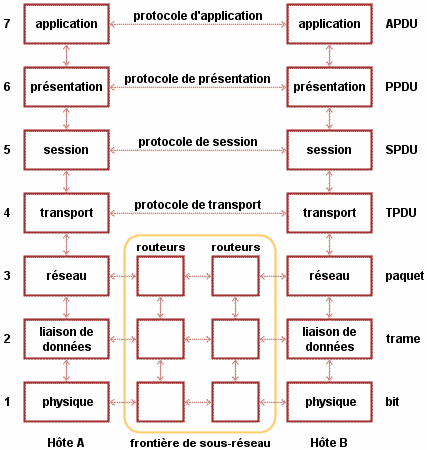 7 application protocole d'application application APDU
6 présentation protocole de présentation présentation PPDU
5 session protocole de session session SPDU
4 transport protocole de transport transport TPDU
routeurs routeurs
3 réseau réseau paquet
2 liaison de données liaison de données trame
1 physique physique bit
Hôte A frontière de sous-réseau Hôte B